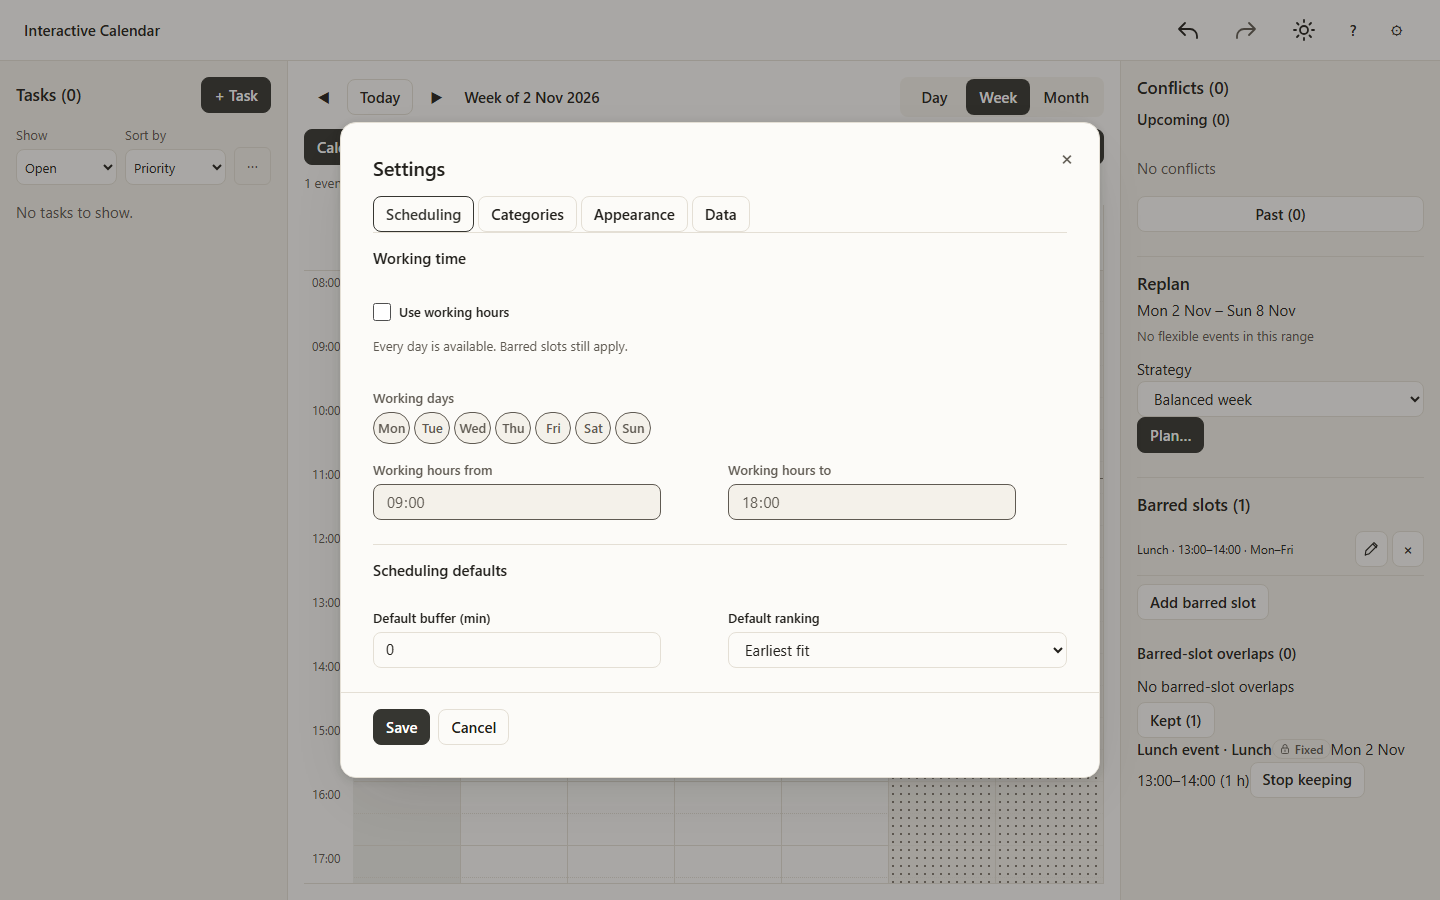 Interactive Calendar
?
Tasks (0)
+ Task
Show
Sort by
Open
Priority
...
No tasks to show.
Today
Week of 2 Nov 2026
Day
Week
Month
1
08:00
09:00
10:00
11:00
12:00
13:00
14:00
15:00
16:00
17:00
Settings
×
Scheduling
Categories
Appearance
Data
Working time
Use working hours
Every day is available. Barred slots still apply.
Working days
Mon Tue Wed Thu Fri Sat Sun
Working hours from
Working hours to
09:00
18:00
Scheduling defaults
Default buffer (min)
Default ranking
0
Earliest fit
Save
Cancel
Conflicts (0)
Upcoming (0)
No conflicts
Past (0)
Replan
Mon 2 Nov – Sun 8 Nov
No flexible events in this range
Strategy
Balanced week
Plan...
Barred slots (1)
Lunch · 13:00–14:00 · Mon–Fri
×
Add barred slot
Barred-slot overlaps (0)
No barred-slot overlaps
Kept (1)
Lunch event · Lunch Fixed Mon 2 Nov
13:00–14:00 (1 h) Stop keeping